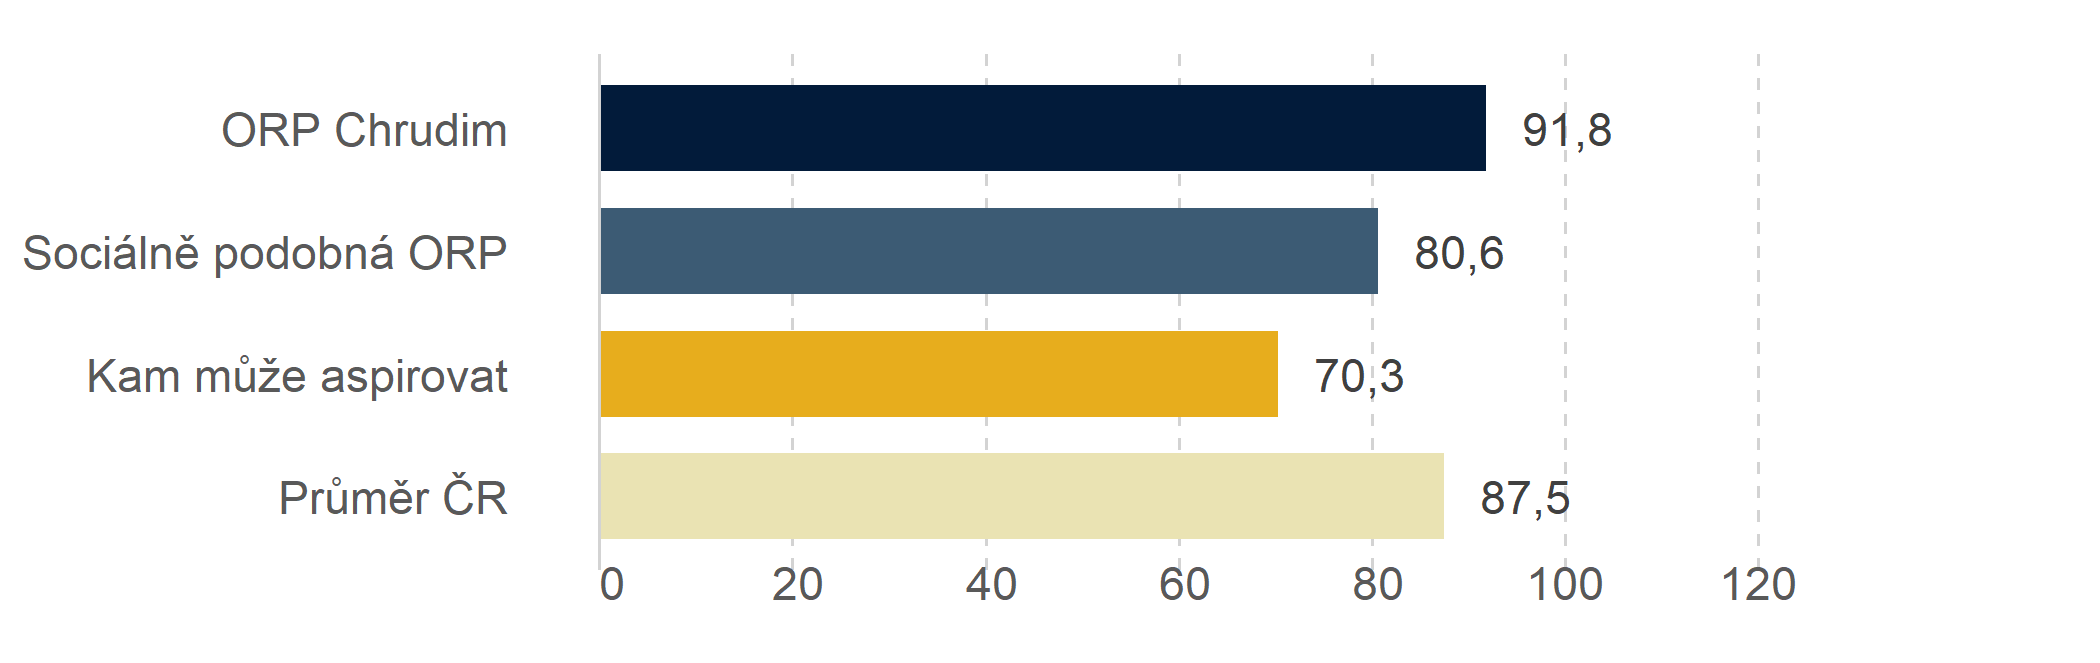 ORP Chrudim
91,8
Sociálně podobná ORP
80,6
Kam může aspirovat
70,3
Průměr ČR
87,5
0 20 40 60 80 100 120